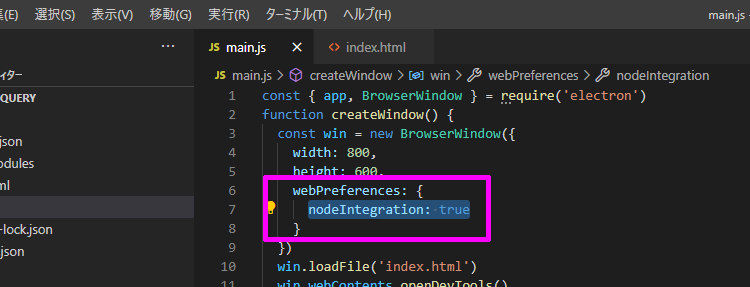 集(E) 選択(S) 表示(V) 移動(G) 実行(R) ターミナル(T) ヘルプ(H) main.js -
JS main.js × <> index.html
JS main.js > createWindow > win > webPreferences > nodeIntegration
ィター
QUERY
json
odules
ml
-lock.json
json
1 const { app, BrowserWindow } = require('electron')
2 function createWindow() {
3 const win = new BrowserWindow({
4 width: 800,
5 height: 600,
6 webPreferences: {
7 nodeIntegration: true
8 }
9 })
10 win.loadFile('index.html')
11 win.webContents.openDevTools()